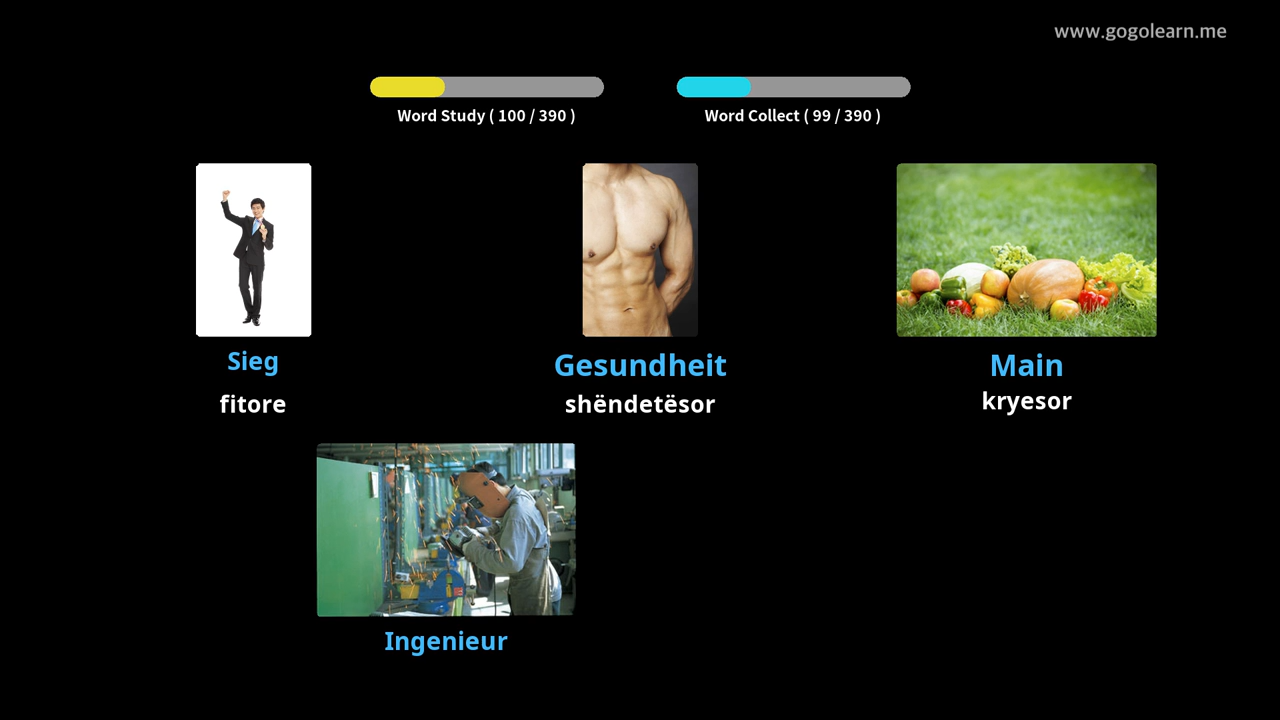 www.gogolearn.me
Word Study ( 100 / 390 )
Word Collect ( 99 / 390 )
Sieg
fitore
Gesundheit
shëndetësor
Main
kryesor
Ingenieur